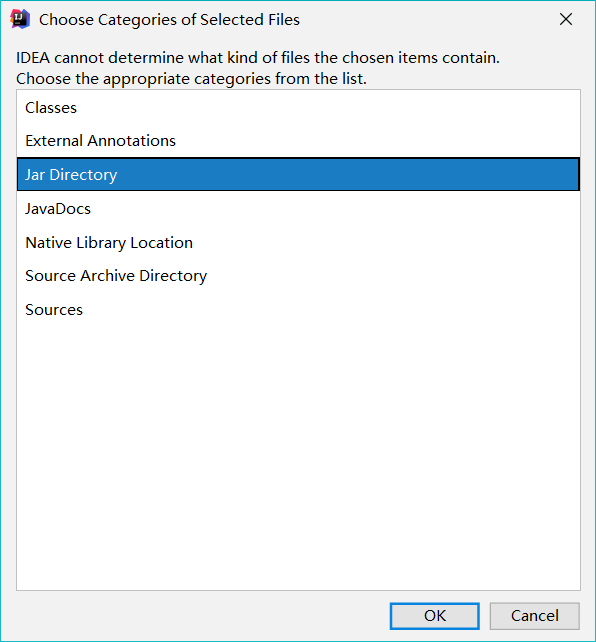 Choose Categories of Selected Files
IDEA cannot determine what kind of files the chosen items contain.
Choose the appropriate categories from the list.
Classes
External Annotations
Jar Directory
JavaDocs
Native Library Location
Source Archive Directory
Sources
OK
Cancel